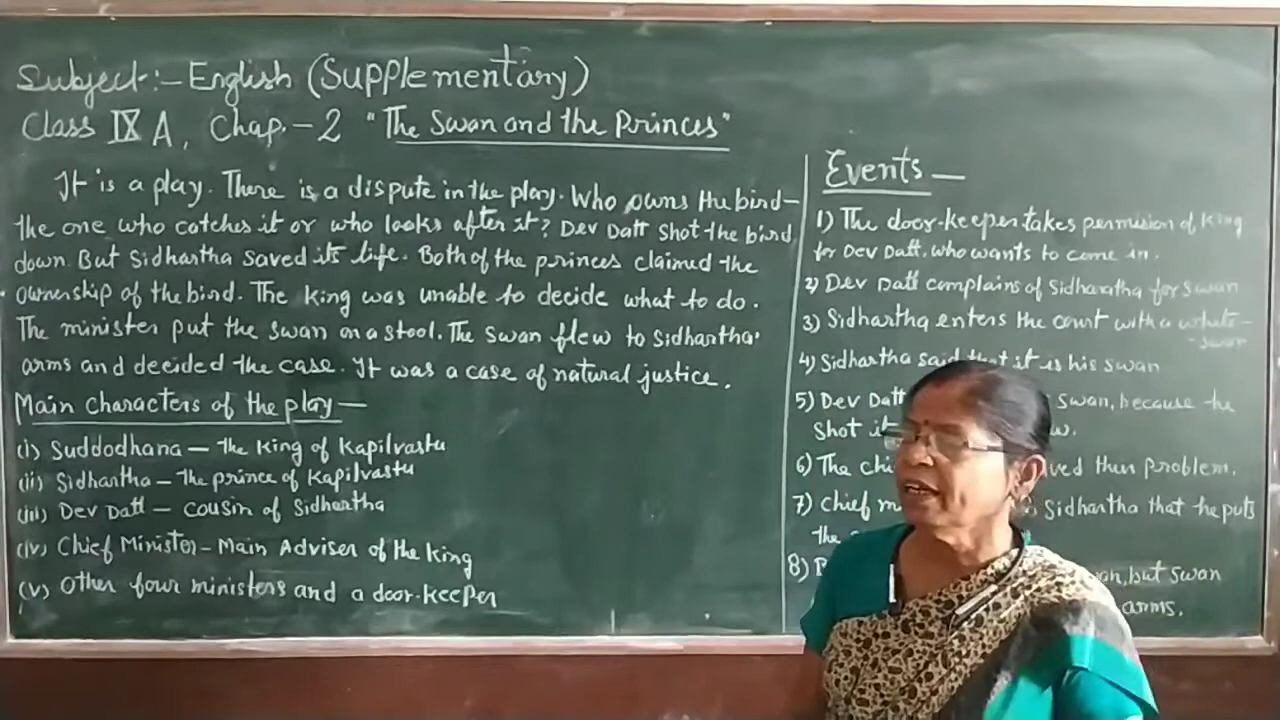 Subject:- English (Supplementary)
Class IX A, Chap.-2 "The Swan and the Princes"
It is a play. There is a dispute in the play. Who owns the bird-
the one who catches it or who looks after it? Dev Datt shot the bird
down. But Sidhartha saved its life. Both of the princes claimed the
ownership of the bird. The king was unable to decide what to do.
The minister put the swan on a stool. The swan flew to Sidhartha'
arms and decided the case. It was a case of natural justice.
Main characters of the play—
(i) Suddodhana — the King of Kapilvastu
(ii) Sidhartha — the prince of Kapilvastu
(iii) Dev Datt — cousin of Sidhartha
(iv) Chief Minister - Main Adviser of the king
(v) Other four ministers and a door-keeper
Events —
1) The door-keeper takes permision of King
for Dev Datt. who wants to come in.
2) Dev Datt complains of Sidhartha for swan
3) Sidhartha enters the court with a white-
-swan
4) Sidhartha said that it is his swan
5) Dev Datt swan, because he
shot it w.
6) The chi ved their problem.
7) Chief m Sidhartha that he puts
the
8) an, but swan
arms.